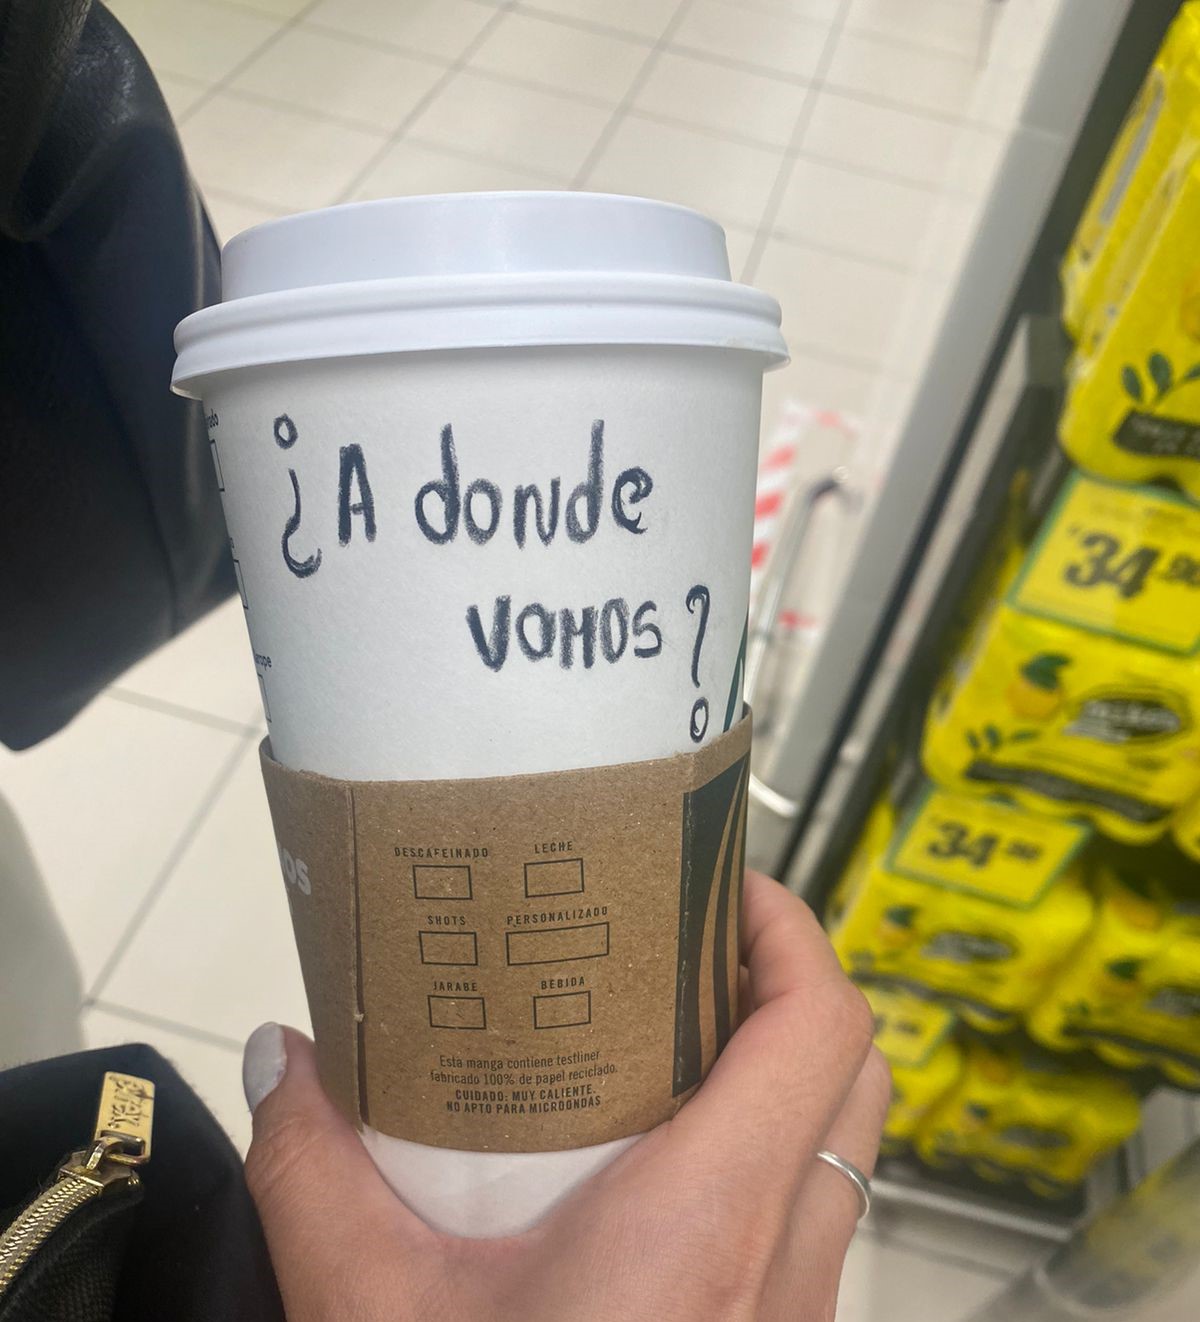 ¿A donde
vamos?
DESCAFEINADO
LECHE
SHOTS
PERSONALIZADO
JARABE
BEBIDA
Esta manga contiene testliner
fabricado 100% de papel reciclado.
CUIDADO: MUY CALIENTE.
NO APTO PARA MICROONDAS
34.90
34